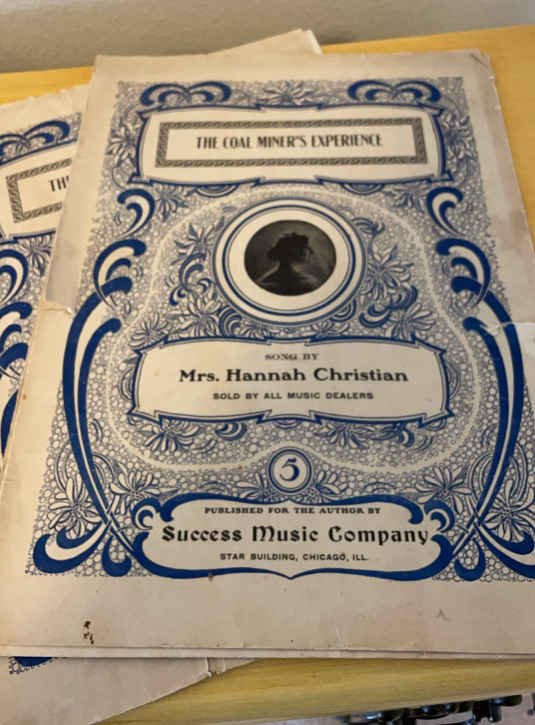 THE COAL MINER'S EXPERIENCE
SONG BY
Mrs. Hannah Christian
SOLD BY ALL MUSIC DEALERS
5
PUBLISHED FOR THE AUTHOR BY
Success Music Company
STAR BUILDING, CHICAGO, ILL.
TH